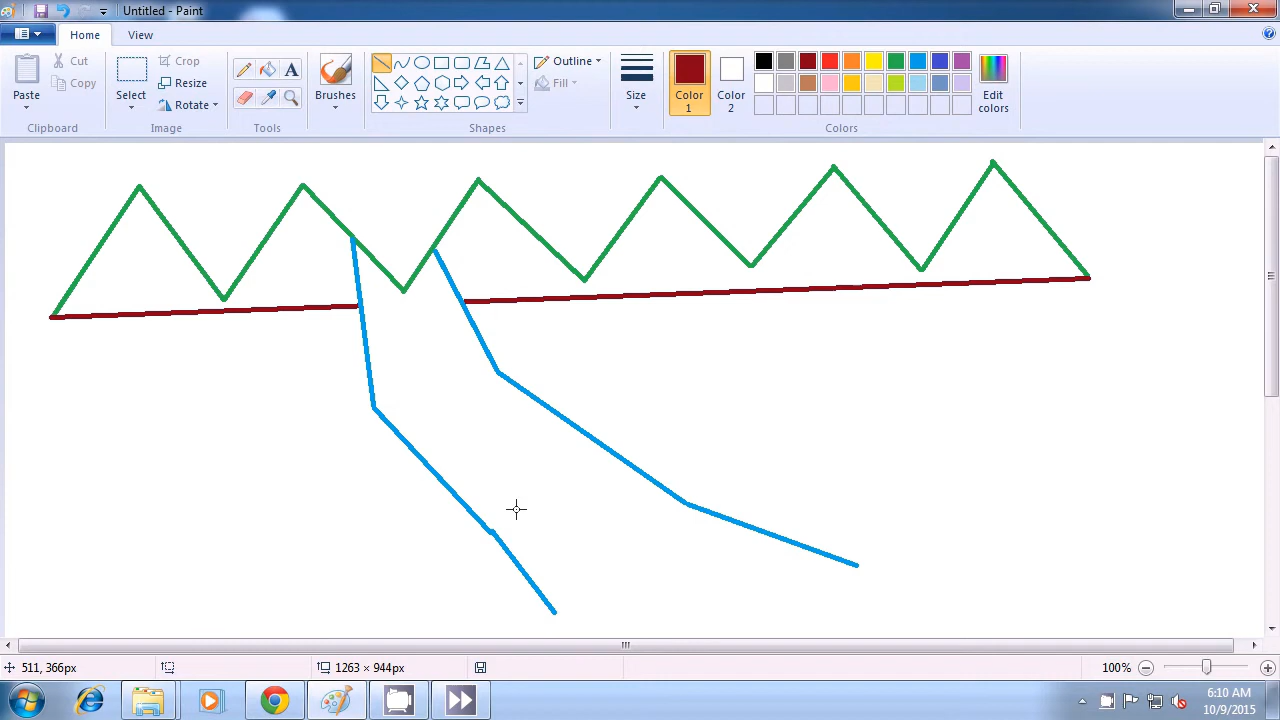 Untitled - Paint
Home
View
Paste
Cut
Copy
Clipboard
Select
Crop
Resize
Rotate
Image
A
Tools
Brushes
Outline
Fill
Shapes
Size
Color 1
Color 2
Edit colors
Colors
511, 366px
1263 × 944px
100%
6:10 AM
10/9/2015